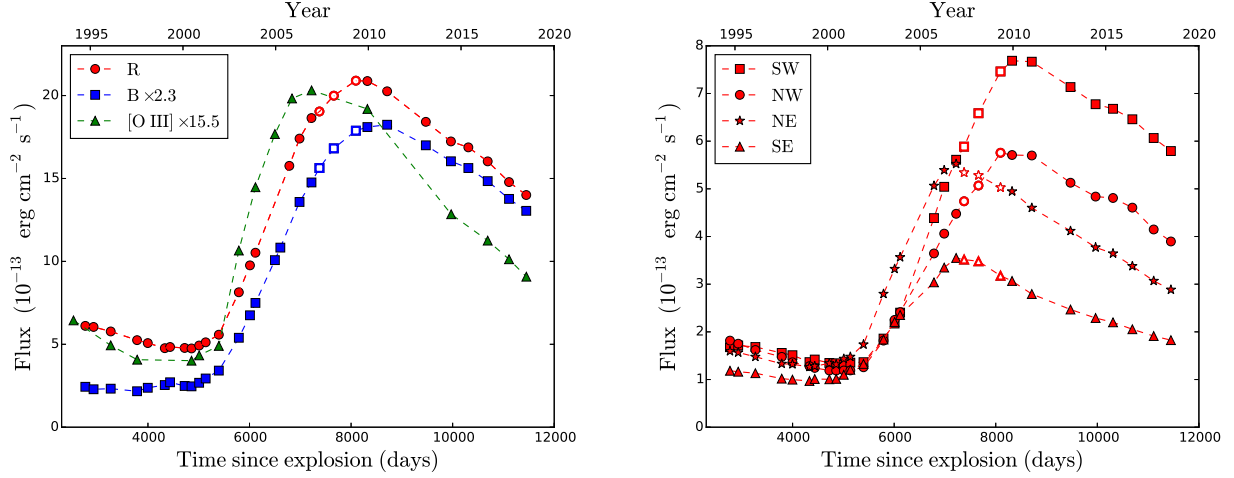 Year
1995 2000 2005 2010 2015 2020
R
B ×2.3
[O III] ×15.5
20
15
10
5
0
Flux (10⁻¹³ erg cm⁻² s⁻¹)
4000 6000 8000 10000 12000
Time since explosion (days)
Year
1995 2000 2005 2010 2015 2020
SW
NW
NE
SE
8
7
6
5
4
3
2
1
0
Flux (10⁻¹³ erg cm⁻² s⁻¹)
4000 6000 8000 10000 12000
Time since explosion (days)